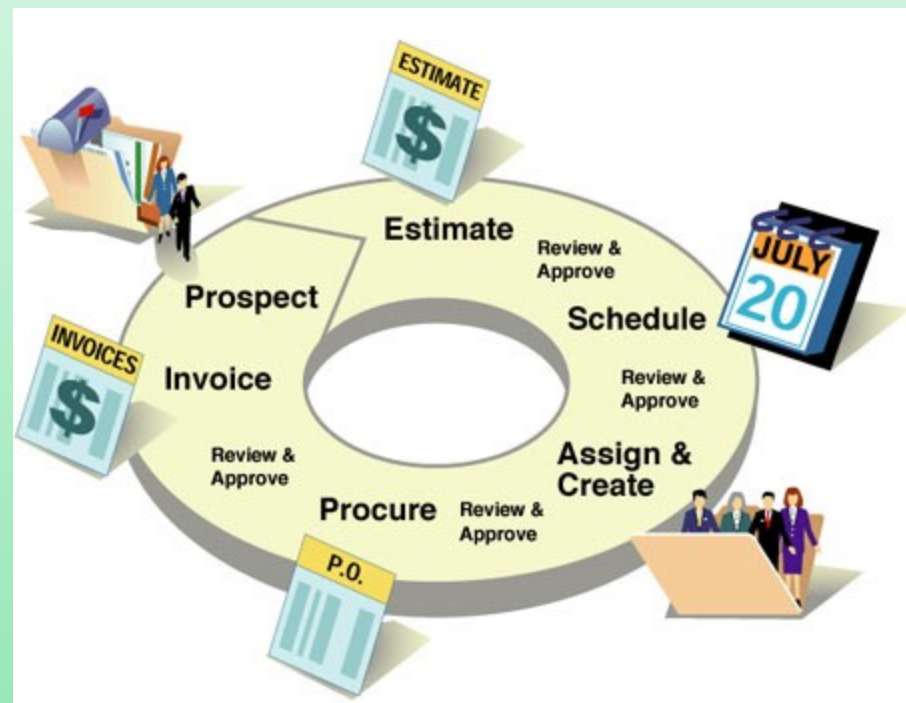 ESTIMATE
$
Estimate
Review &
Approve
JULY
20
Schedule
Review &
Approve
Assign &
Create
Review &
Approve
Procure
P.O.
Review &
Approve
Invoice
INVOICES
$
Prospect